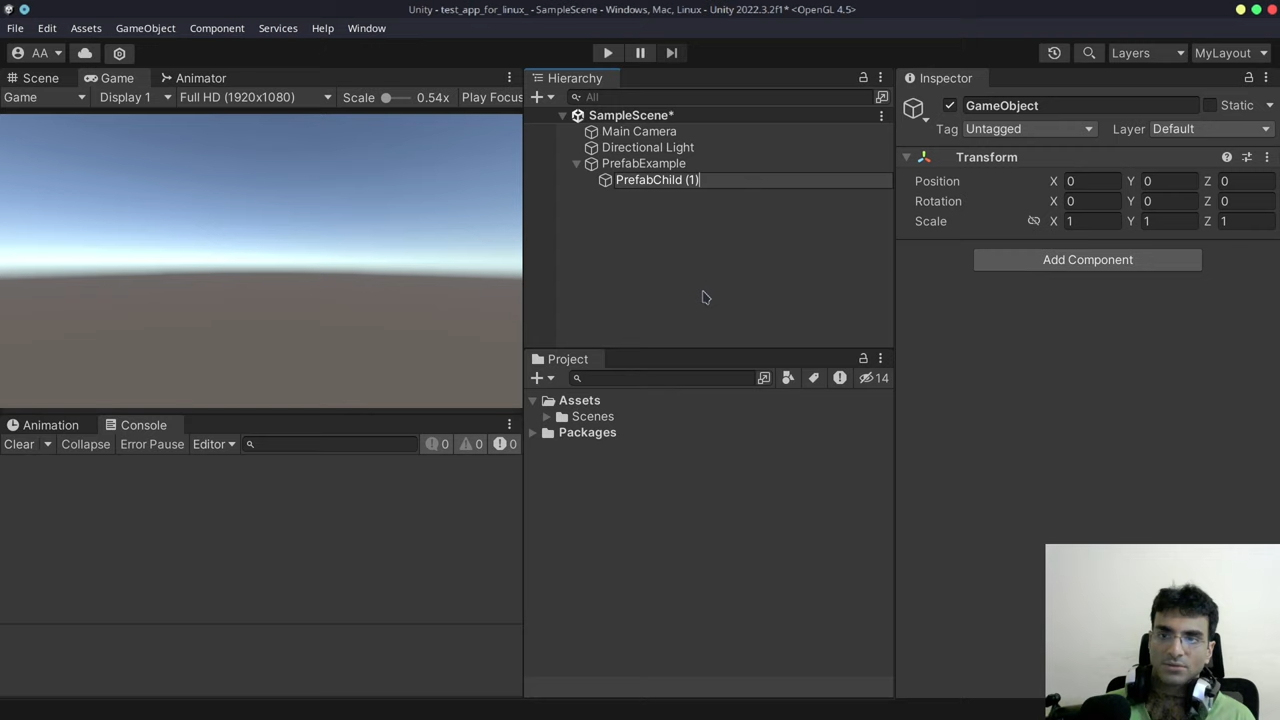 Unity - test_app_for_linux_ - SampleScene - Windows, Mac, Linux - Unity 2022.3.2f1* <OpenGL 4.5>
File Edit Assets GameObject Component Services Help Window
AA Layers MyLayout
Scene Game Animator
Game Display 1 Full HD (1920x1080) Scale 0.54x Play Focus
Animation Console
Clear Collapse Error Pause Editor 0 0 0
Hierarchy
All
SampleScene*
Main Camera
Directional Light
PrefabExample
PrefabChild (1)
Project
14
Assets
Scenes
Packages
Inspector
GameObject Static
Tag Untagged Layer Default
Transform
Position X 0 Y 0 Z 0
Rotation X 0 Y 0 Z 0
Scale X 1 Y 1 Z 1
Add Component